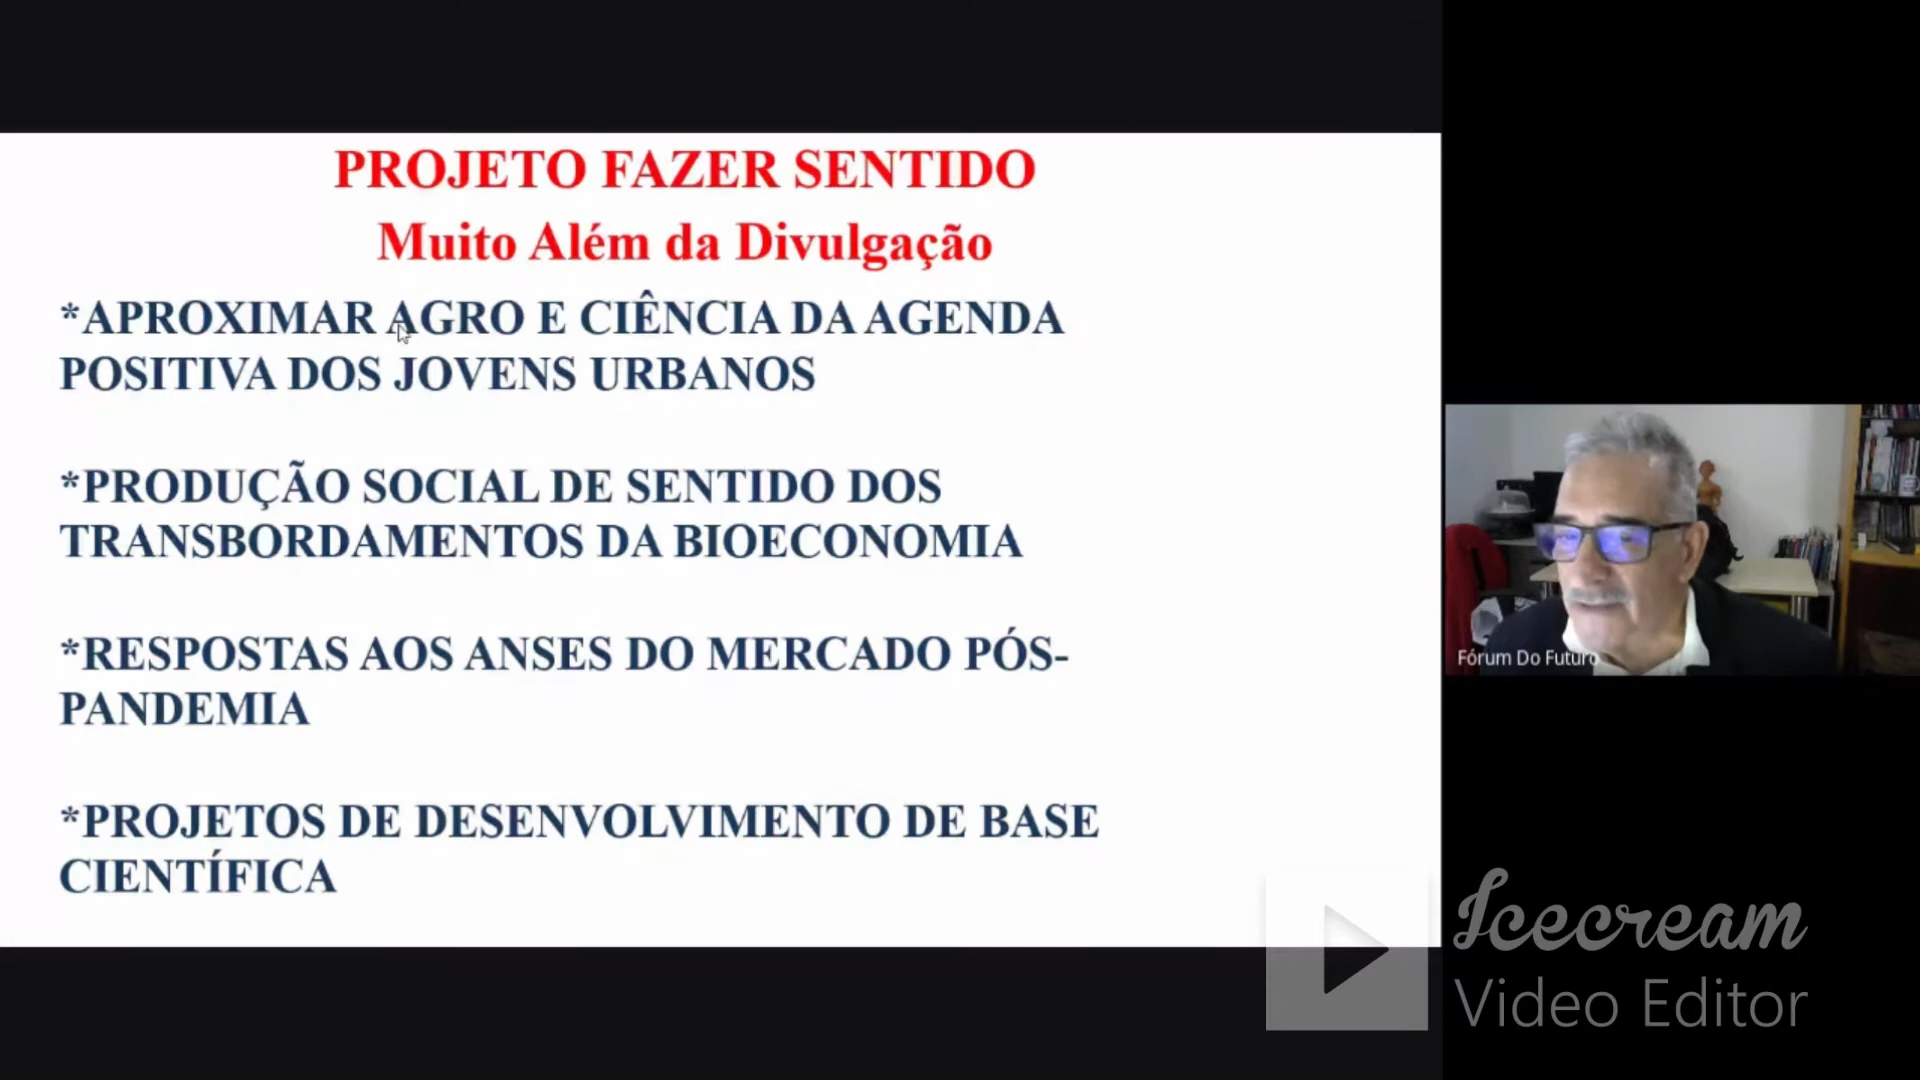 PROJETO FAZER SENTIDO
Muito Além da Divulgação
*APROXIMAR AGRO E CIÊNCIA DA AGENDA
POSITIVA DOS JOVENS URBANOS
*PRODUÇÃO SOCIAL DE SENTIDO DOS
TRANSBORDAMENTOS DA BIOECONOMIA
*RESPOSTAS AOS ANSES DO MERCADO PÓS-
PANDEMIA
*PROJETOS DE DESENVOLVIMENTO DE BASE
CIENTÍFICA
Fórum Do Futuro
Icecream
Video Editor